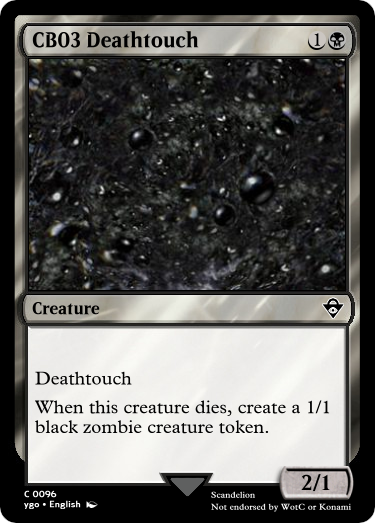 CB03 Deathtouch 1
Creature
Deathtouch
When this creature dies, create a 1/1
black zombie creature token.
2/1
C 0096
ygo • English
Scandelion
Not endorsed by WotC or Konami